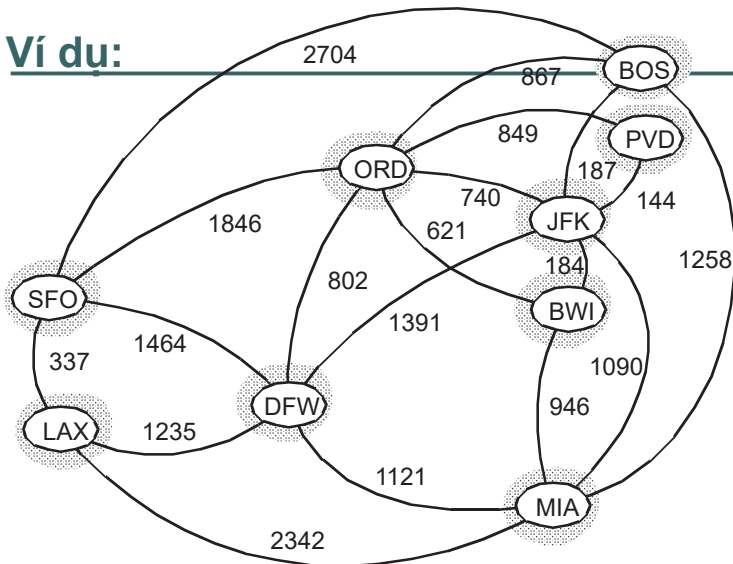 Ví dụ:
2704
BOS
867
849
PVD
ORD
187
740
144
JFK
1846
621
184
1258
802
SFO
BWI
1391
1464
337
1090
DFW
946
LAX
1235
1121
MIA
2342